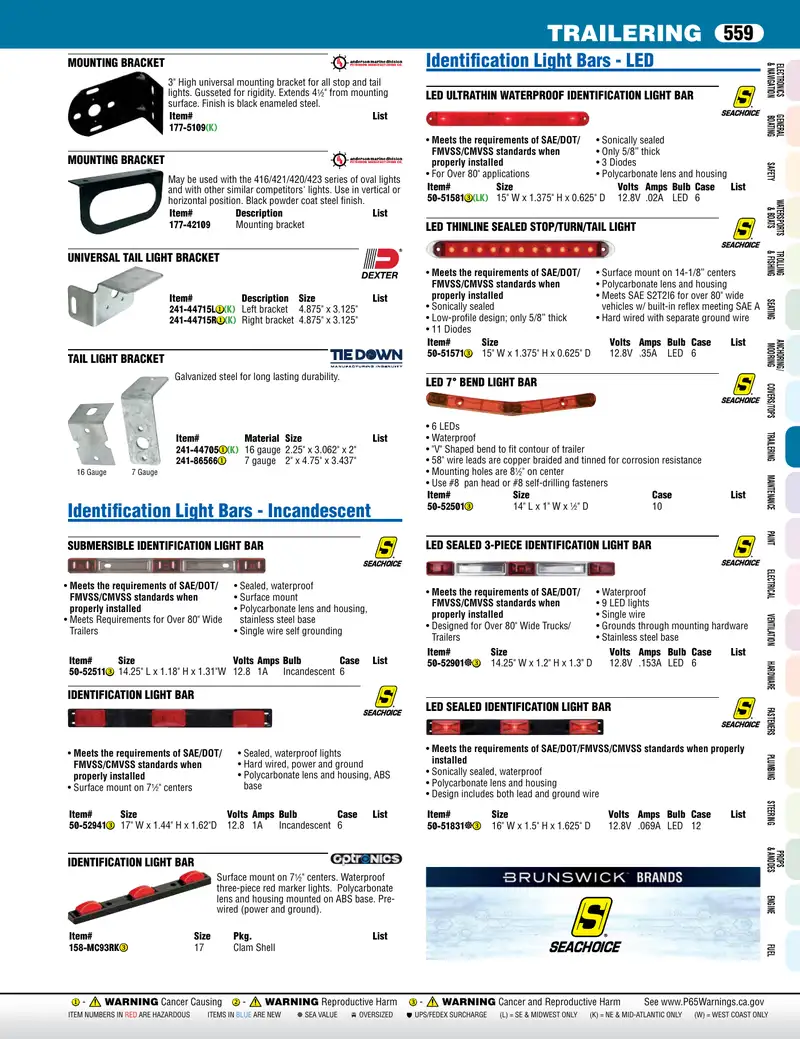 TRAILERING 559
MOUNTING BRACKET
anderson marine division
3" High universal mounting bracket for all stop and tail
lights. Gusseted for rigidity. Extends 4½" from mounting
surface. Finish is black enameled steel.
Item# List
177-5109(K)
MOUNTING BRACKET
anderson marine division
May be used with the 416/421/420/423 series of oval lights
and with other similar competitors' lights. Use in vertical or
horizontal position. Black powder coat steel finish.
Item# Description List
177-42109 Mounting bracket
UNIVERSAL TAIL LIGHT BRACKET
DEXTER
Item# Description Size List
241-44715L①(K) Left bracket 4.875" x 3.125"
241-44715R①(K) Right bracket 4.875" x 3.125"
TAIL LIGHT BRACKET
TIE DOWN
MANUFACTURING INGENUITY
Galvanized steel for long lasting durability.
Item# Material Size List
241-44705①(K) 16 gauge 2.25" x 3.062" x 2"
241-86566① 7 gauge 2" x 4.75" x 3.437"
16 Gauge 7 Gauge
Identification Light Bars - Incandescent
SUBMERSIBLE IDENTIFICATION LIGHT BAR
SEACHOICE
• Meets the requirements of SAE/DOT/
FMVSS/CMVSS standards when
properly installed
• Meets Requirements for Over 80" Wide
Trailers
• Sealed, waterproof
• Surface mount
• Polycarbonate lens and housing,
stainless steel base
• Single wire self grounding
Item# Size Volts Amps Bulb Case List
50-52511③ 14.25" L x 1.18" H x 1.31"W 12.8 1A Incandescent 6
IDENTIFICATION LIGHT BAR
SEACHOICE
• Meets the requirements of SAE/DOT/
FMVSS/CMVSS standards when
properly installed
• Surface mount on 7½" centers
• Sealed, waterproof lights
• Hard wired, power and ground
• Polycarbonate lens and housing, ABS
base
Item# Size Volts Amps Bulb Case List
50-52941③ 17" W x 1.44" H x 1.62"D 12.8 1A Incandescent 6
IDENTIFICATION LIGHT BAR
optronics
Surface mount on 7½" centers. Waterproof
three-piece red marker lights. Polycarbonate
lens and housing mounted on ABS base. Pre-
wired (power and ground).
Item# Size Pkg. List
158-MC93RK③ 17 Clam Shell
Identification Light Bars - LED
LED ULTRATHIN WATERPROOF IDENTIFICATION LIGHT BAR
SEACHOICE
• Meets the requirements of SAE/DOT/
FMVSS/CMVSS standards when
properly installed
• For Over 80" applications
• Sonically sealed
• Only 5/8" thick
• 3 Diodes
• Polycarbonate lens and housing
Item# Size Volts Amps Bulb Case List
50-51581③(LK) 15" W x 1.375" H x 0.625" D 12.8V .02A LED 6
LED THINLINE SEALED STOP/TURN/TAIL LIGHT
SEACHOICE
• Meets the requirements of SAE/DOT/
FMVSS/CMVSS standards when
properly installed
• Sonically sealed
• Low-profile design; only 5/8" thick
• 11 Diodes
• Surface mount on 14-1/8" centers
• Polycarbonate lens and housing
• Meets SAE S2T2I6 for over 80" wide
vehicles w/ built-in reflex meeting SAE A
• Hard wired with separate ground wire
Item# Size Volts Amps Bulb Case List
50-51571③ 15" W x 1.375" H x 0.625" D 12.8V .35A LED 6
LED 7° BEND LIGHT BAR
SEACHOICE
• 6 LEDs
• Waterproof
• "V" Shaped bend to fit contour of trailer
• 58" wire leads are copper braided and tinned for corrosion resistance
• Mounting holes are 8½" on center
• Use #8 pan head or #8 self-drilling fasteners
Item# Size Case List
50-52501③ 14" L x 1" W x ½" D 10
LED SEALED 3-PIECE IDENTIFICATION LIGHT BAR
SEACHOICE
• Meets the requirements of SAE/DOT/
FMVSS/CMVSS standards when
properly installed
• Designed for Over 80" Wide Trucks/
Trailers
• Waterproof
• 9 LED lights
• Single wire
• Grounds through mounting hardware
• Stainless steel base
Item# Size Volts Amps Bulb Case List
50-52901③ 14.25" W x 1.2" H x 1.3" D 12.8V .153A LED 6
LED SEALED IDENTIFICATION LIGHT BAR
SEACHOICE
• Meets the requirements of SAE/DOT/FMVSS/CMVSS standards when properly
installed
• Sonically sealed, waterproof
• Polycarbonate lens and housing
• Design includes both lead and ground wire
Item# Size Volts Amps Bulb Case List
50-51831③ 16" W x 1.5" H x 1.625" D 12.8V .069A LED 12
BRUNSWICK BRANDS
SEACHOICE
ELECTRONICS
& NAVIGATION
GENERAL
BOATING
SAFETY
WATERSPORTS
& BOATS
TROLLING
& FISHING
SEATING
ANCHORING/
MOORING
COVERS/TOPS
TRAILERING
MAINTENANCE
PAINT
ELECTRICAL
VENTILATION
HARDWARE
FASTENERS
PLUMBING
STEERING
PROPS
& ANODES
ENGINE
FUEL
① - WARNING Cancer Causing ② - WARNING Reproductive Harm ③ - WARNING Cancer and Reproductive Harm See www.P65Warnings.ca.gov
ITEM NUMBERS IN RED ARE HAZARDOUS ITEMS IN BLUE ARE NEW SEA VALUE OVERSIZED UPS/FEDEX SURCHARGE (L) = SE & MIDWEST ONLY (K) = NE & MID-ATLANTIC ONLY (W) = WEST COAST ONLY